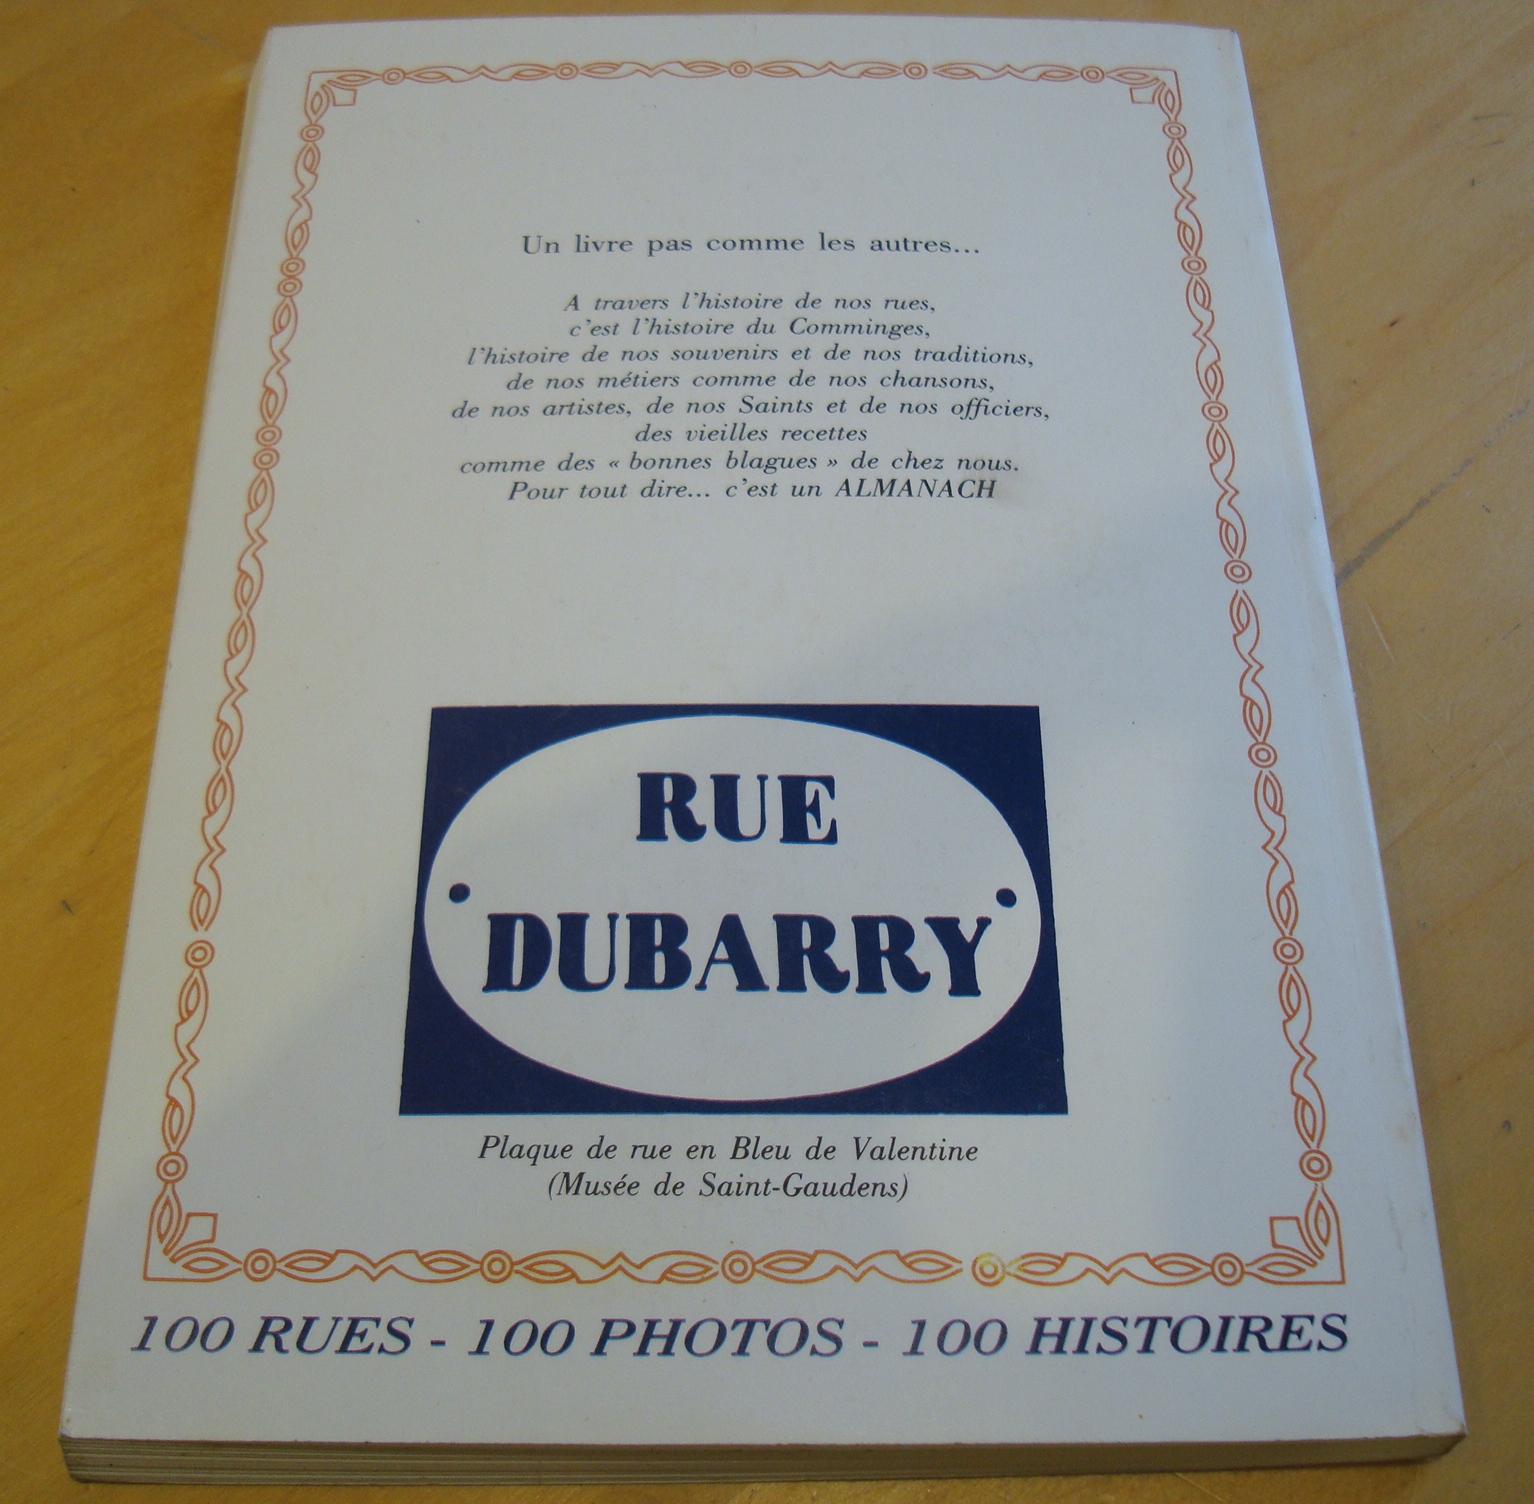 Un livre pas comme les autres...
A travers l'histoire de nos rues,
c'est l'histoire du Comminges,
l'histoire de nos souvenirs et de nos traditions,
de nos métiers comme de nos chansons,
de nos artistes, de nos Saints et de nos officiers,
des vieilles recettes
comme des « bonnes blagues » de chez nous.
Pour tout dire... c'est un ALMANACH
RUE
DUBARRY
Plaque de rue en Bleu de Valentine
(Musée de Saint-Gaudens)
100 RUES - 100 PHOTOS - 100 HISTOIRES